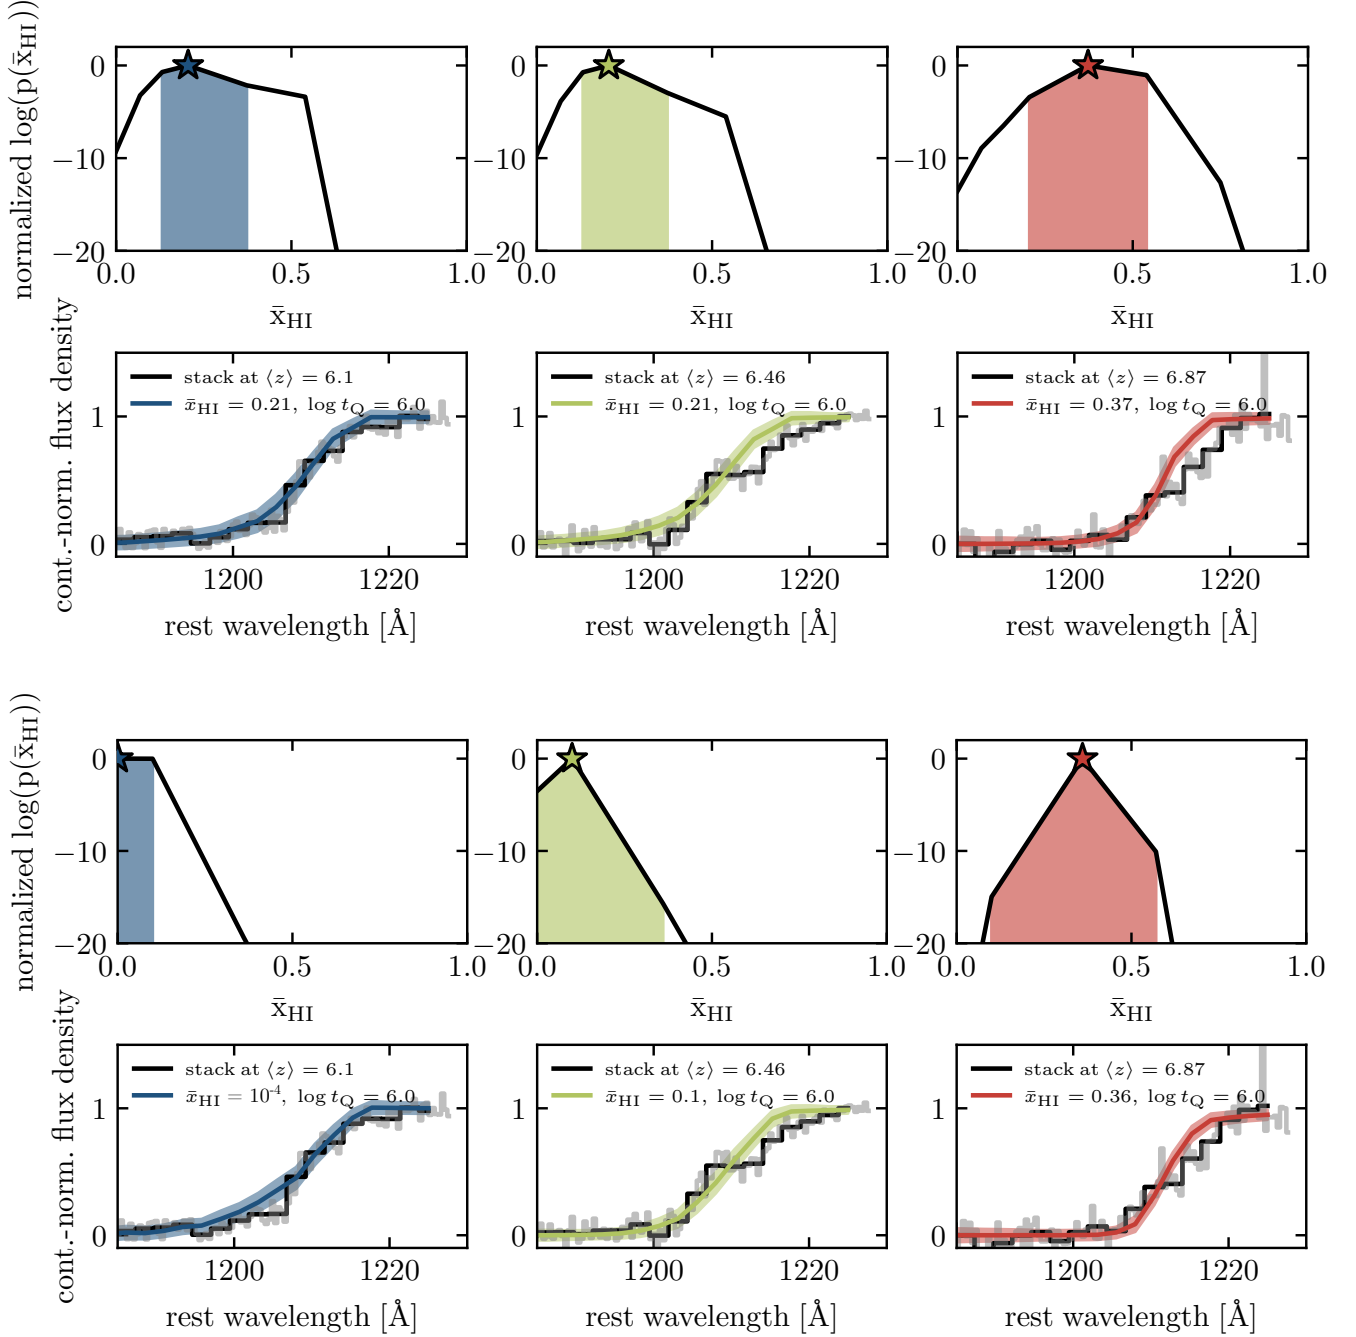 normalized log(p(x̄HI))
0
−10
−20
0.0 0.5 1.0
x̄HI
0
−10
−20
0.0 0.5 1.0
x̄HI
0
−10
−20
0.0 0.5 1.0
x̄HI
cont.-norm. flux density
stack at ⟨z⟩ = 6.1
x̄HI = 0.21, log tQ = 6.0
1
0
1200 1220
rest wavelength [Å]
stack at ⟨z⟩ = 6.46
x̄HI = 0.21, log tQ = 6.0
1
0
1200 1220
rest wavelength [Å]
stack at ⟨z⟩ = 6.87
x̄HI = 0.37, log tQ = 6.0
1
0
1200 1220
rest wavelength [Å]
normalized log(p(x̄HI))
0
−10
−20
0.0 0.5 1.0
x̄HI
0
−10
−20
0.0 0.5 1.0
x̄HI
0
−10
−20
0.0 0.5 1.0
x̄HI
cont.-norm. flux density
stack at ⟨z⟩ = 6.1
x̄HI = 10⁻⁴, log tQ = 6.0
1
0
1200 1220
rest wavelength [Å]
stack at ⟨z⟩ = 6.46
x̄HI = 0.1, log tQ = 6.0
1
0
1200 1220
rest wavelength [Å]
stack at ⟨z⟩ = 6.87
x̄HI = 0.36, log tQ = 6.0
1
0
1200 1220
rest wavelength [Å]